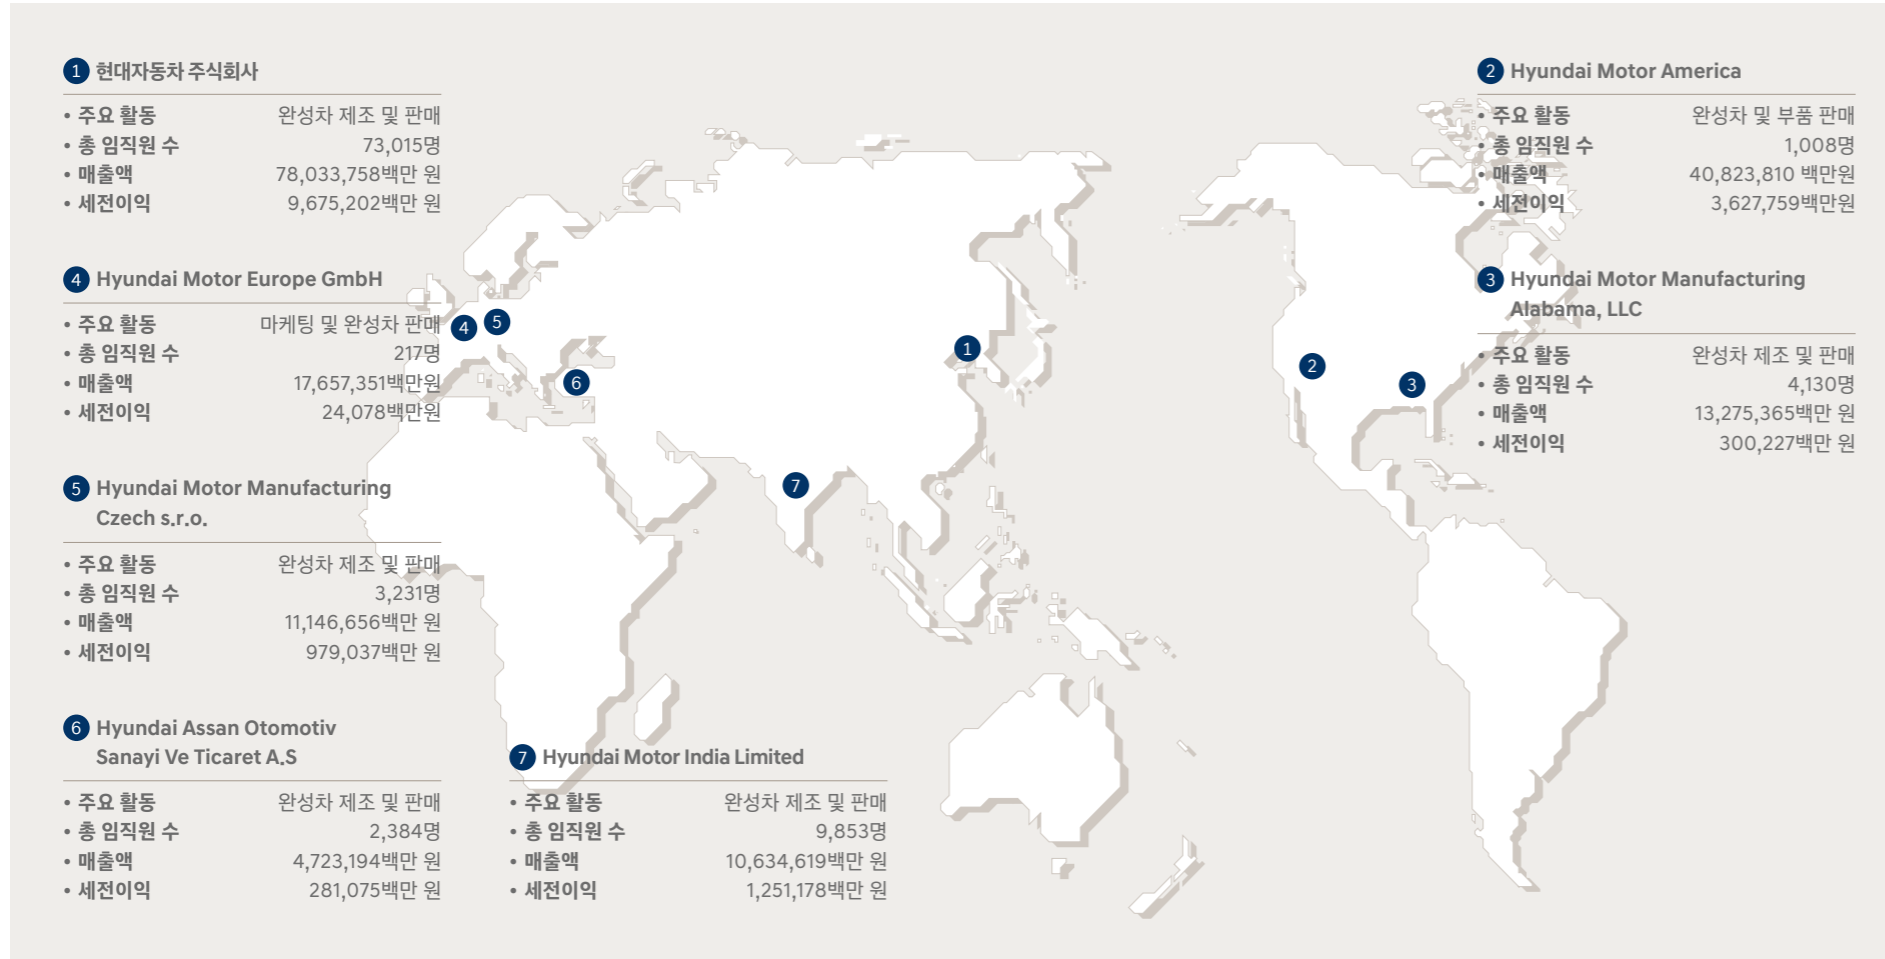 1 현대자동차 주식회사
• 주요 활동 완성차 제조 및 판매
• 총 임직원 수 73,015명
• 매출액 78,033,758백만 원
• 세전이익 9,675,202백만 원
2 Hyundai Motor America
• 주요 활동 완성차 및 부품 판매
• 총 임직원 수 1,008명
• 매출액 40,823,810 백만원
• 세전이익 3,627,759백만원
3 Hyundai Motor Manufacturing
Alabama, LLC
• 주요 활동 완성차 제조 및 판매
• 총 임직원 수 4,130명
• 매출액 13,275,365백만 원
• 세전이익 300,227백만 원
4 Hyundai Motor Europe GmbH
• 주요 활동 마케팅 및 완성차 판매
• 총 임직원 수 217명
• 매출액 17,657,351백만원
• 세전이익 24,078백만원
5 Hyundai Motor Manufacturing
Czech s.r.o.
• 주요 활동 완성차 제조 및 판매
• 총 임직원 수 3,231명
• 매출액 11,146,656백만 원
• 세전이익 979,037백만 원
6 Hyundai Assan Otomotiv
Sanayi Ve Ticaret A.S
• 주요 활동 완성차 제조 및 판매
• 총 임직원 수 2,384명
• 매출액 4,723,194백만 원
• 세전이익 281,075백만 원
7 Hyundai Motor India Limited
• 주요 활동 완성차 제조 및 판매
• 총 임직원 수 9,853명
• 매출액 10,634,619백만 원
• 세전이익 1,251,178백만 원
4
5
6
7
1
2
3